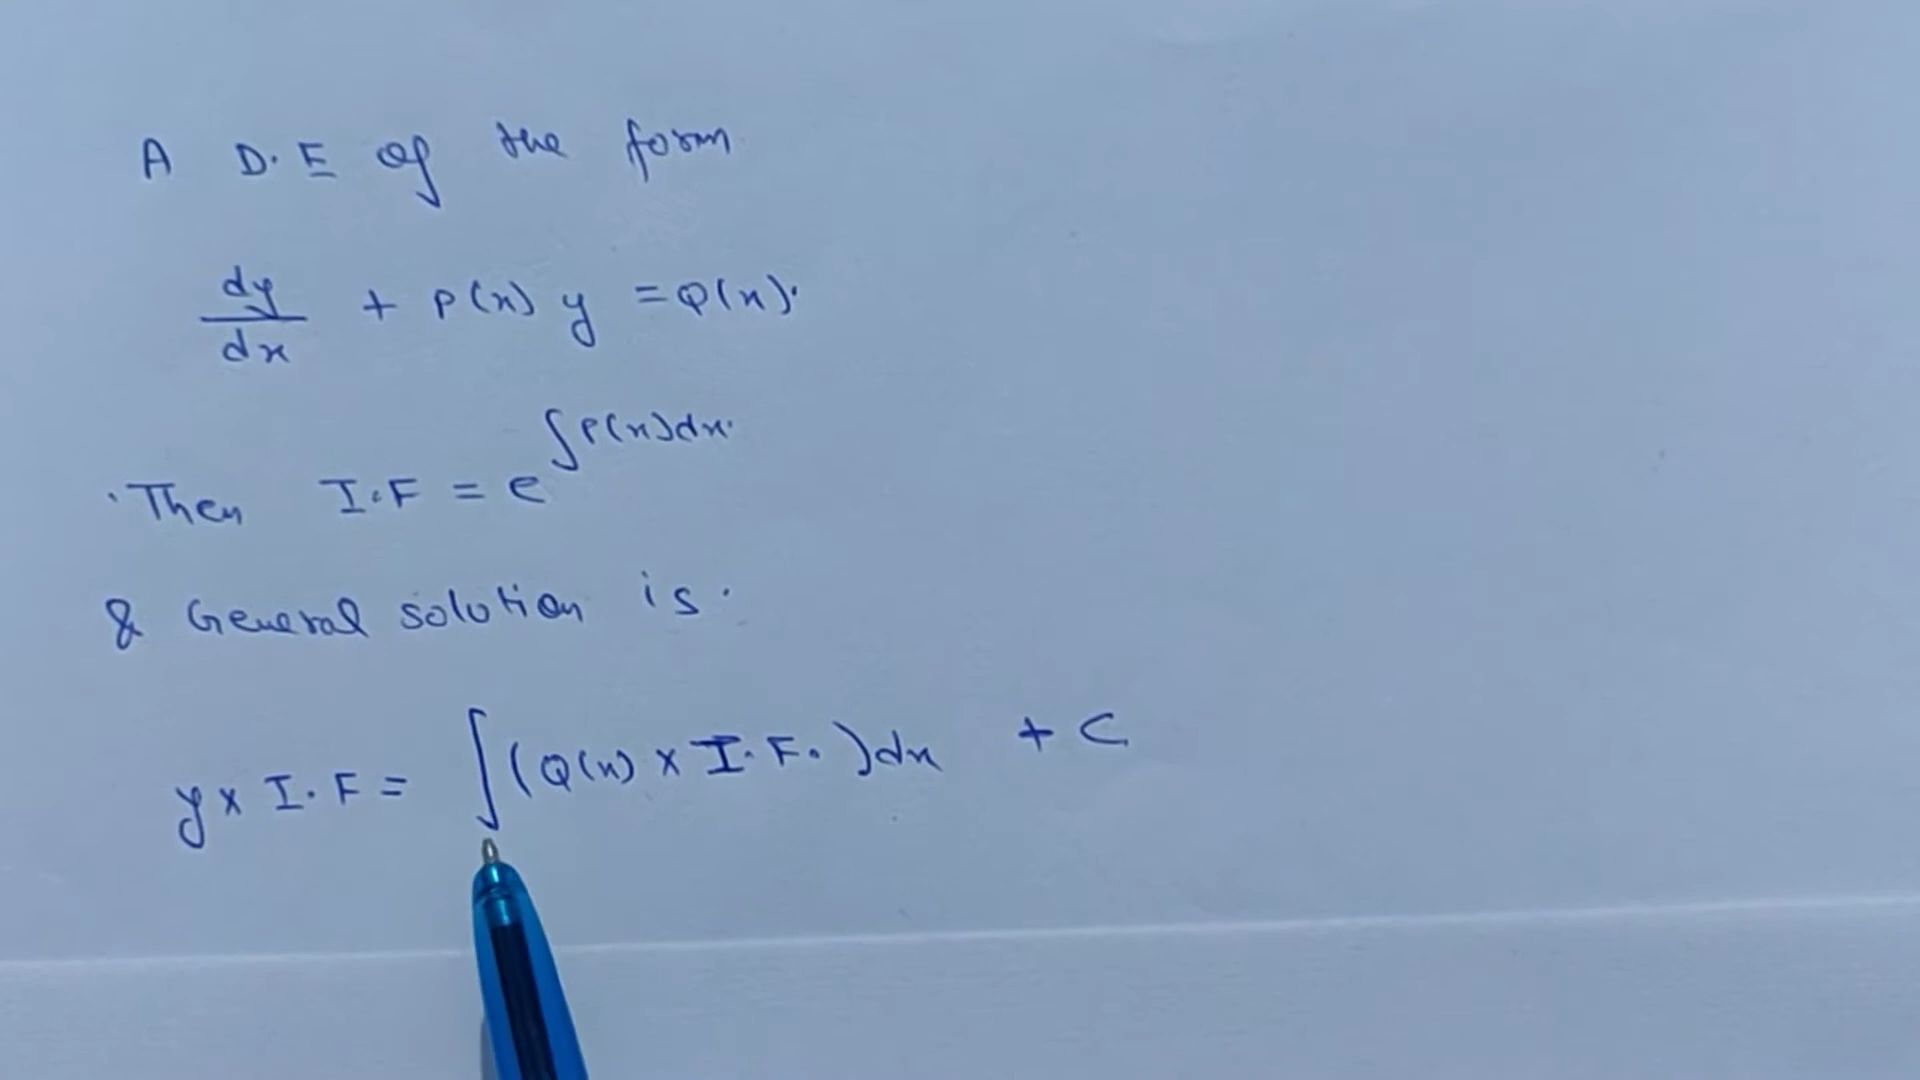 A D.E of the form
dy/dx + P(x) y = Q(x).
Then I.F = e^∫P(x)dx.
& General solution is.
y x I.F = ∫(Q(x) x I.F.)dx + C